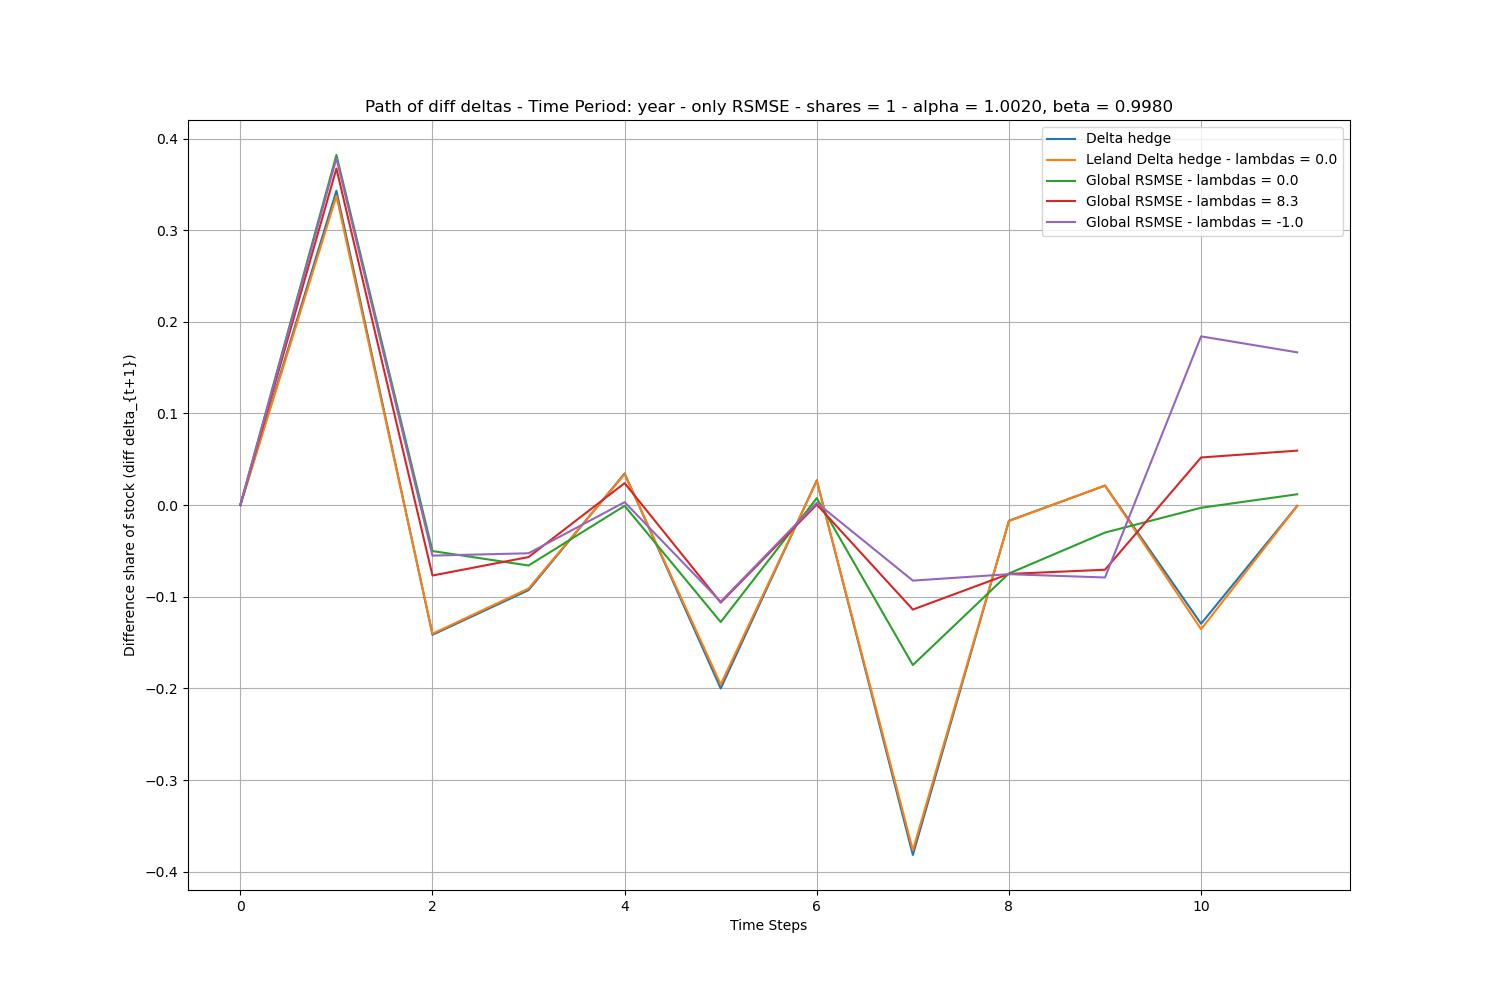 Path of diff deltas - Time Period: year - only RSMSE - shares = 1 - alpha = 1.0020, beta = 0.9980
Delta hedge
Leland Delta hedge - lambdas = 0.0
Global RSMSE - lambdas = 0.0
Global RSMSE - lambdas = 8.3
Global RSMSE - lambdas = -1.0
Difference share of stock (diff delta_{t+1})
0.4
0.3
0.2
0.1
0.0
−0.1
−0.2
−0.3
−0.4
0 2 4 6 8 10
Time Steps